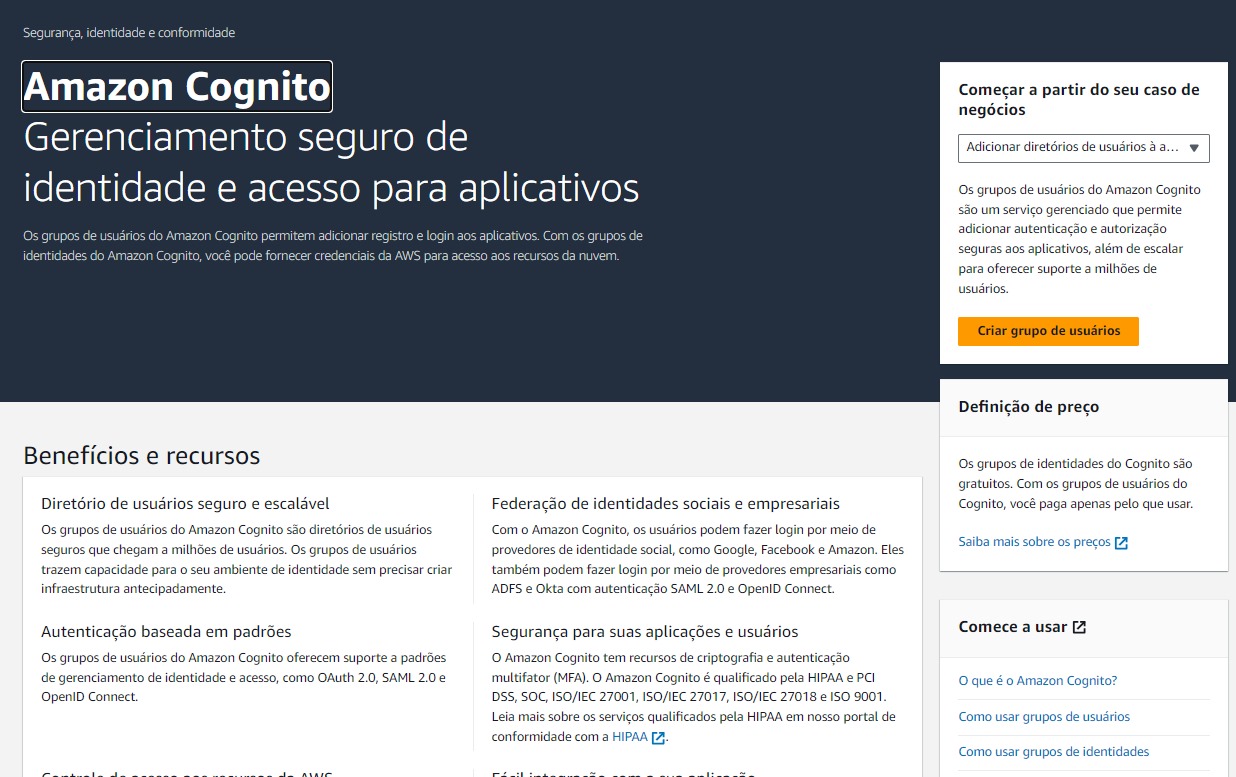 Segurança, identidade e conformidade
Amazon Cognito
Gerenciamento seguro de
identidade e acesso para aplicativos
Os grupos de usuários do Amazon Cognito permitem adicionar registro e login aos aplicativos. Com os grupos de
identidades do Amazon Cognito, você pode fornecer credenciais da AWS para acesso aos recursos da nuvem.
Começar a partir do seu caso de
negócios
Adicionar diretórios de usuários à a...
Os grupos de usuários do Amazon Cognito
são um serviço gerenciado que permite
adicionar autenticação e autorização
seguras aos aplicativos, além de escalar
para oferecer suporte a milhões de
usuários.
Criar grupo de usuários
Definição de preço
Os grupos de identidades do Cognito são
gratuitos. Com os grupos de usuários do
Cognito, você paga apenas pelo que usar.
Saiba mais sobre os preços
Comece a usar
O que é o Amazon Cognito?
Como usar grupos de usuários
Como usar grupos de identidades
Benefícios e recursos
Diretório de usuários seguro e escalável
Os grupos de usuários do Amazon Cognito são diretórios de usuários
seguros que chegam a milhões de usuários. Os grupos de usuários
trazem capacidade para o seu ambiente de identidade sem precisar criar
infraestrutura antecipadamente.
Federação de identidades sociais e empresariais
Com o Amazon Cognito, os usuários podem fazer login por meio de
provedores de identidade social, como Google, Facebook e Amazon. Eles
também podem fazer login por meio de provedores empresariais como
ADFS e Okta com autenticação SAML 2.0 e OpenID Connect.
Autenticação baseada em padrões
Os grupos de usuários do Amazon Cognito oferecem suporte a padrões
de gerenciamento de identidade e acesso, como OAuth 2.0, SAML 2.0 e
OpenID Connect.
Segurança para suas aplicações e usuários
O Amazon Cognito tem recursos de criptografia e autenticação
multifator (MFA). O Amazon Cognito é qualificado pela HIPAA e PCI
DSS, SOC, ISO/IEC 27001, ISO/IEC 27017, ISO/IEC 27018 e ISO 9001.
Leia mais sobre os serviços qualificados pela HIPAA em nosso portal de
conformidade com a HIPAA.
Controle de acesso aos recursos da AWS
Fácil integração com a sua aplicação